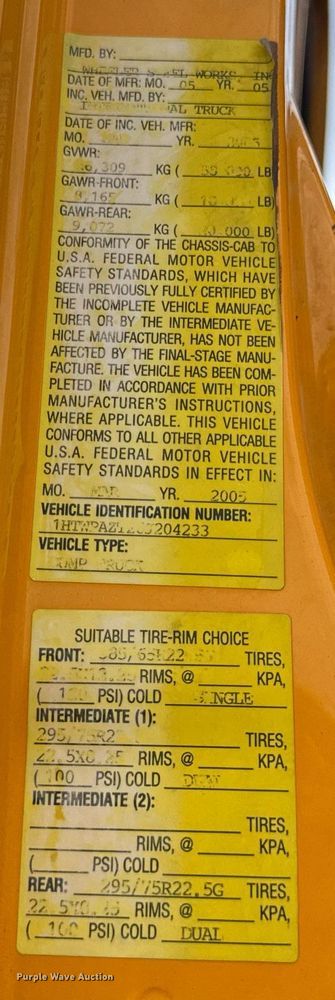 MFD. BY:
WORKS, IN
DATE OF MFR: MO. 05 YR. 05
INC. VEH. MFD. BY:
AL TRUCK
DATE OF INC. VEH. MFR:
MO. YR.
GVWR:
KG ( LB)
GAWR-FRONT:
8,165 KG ( LB)
GAWR-REAR:
9,072 KG ( LB)
CONFORMITY OF THE CHASSIS-CAB TO
U.S.A. FEDERAL MOTOR VEHICLE
SAFETY STANDARDS, WHICH HAVE
BEEN PREVIOUSLY FULLY CERTIFIED BY
THE INCOMPLETE VEHICLE MANUFAC-
TURER OR BY THE INTERMEDIATE VE-
HICLE MANUFACTURER, HAS NOT BEEN
AFFECTED BY THE FINAL-STAGE MANU-
FACTURE. THE VEHICLE HAS BEEN COM-
PLETED IN ACCORDANCE WITH PRIOR
MANUFACTURER'S INSTRUCTIONS,
WHERE APPLICABLE. THIS VEHICLE
CONFORMS TO ALL OTHER APPLICABLE
U.S.A. FEDERAL MOTOR VEHICLE
SAFETY STANDARDS IN EFFECT IN:
MO. YR. 2005
VEHICLE IDENTIFICATION NUMBER:
VEHICLE TYPE:
SUITABLE TIRE-RIM CHOICE
FRONT: TIRES,
RIMS, @ KPA,
( PSI) COLD
INTERMEDIATE (1):
TIRES,
RIMS, @ KPA,
( 100 PSI) COLD
INTERMEDIATE (2):
TIRES,
RIMS, @ KPA,
( PSI) COLD
REAR: 295/75R22.5G TIRES,
RIMS, @ KPA,
( PSI) COLD DUAL
Purple Wave Auction